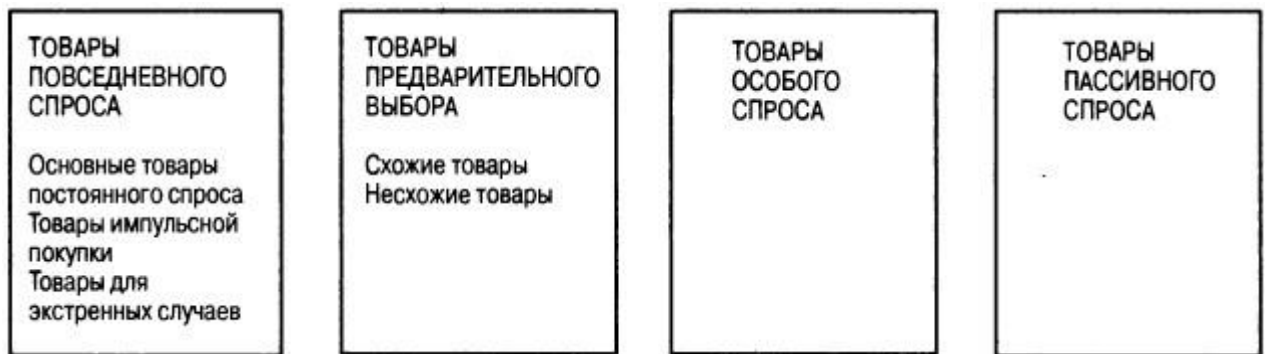 ТОВАРЫ
ПОВСЕДНЕВНОГО
СПРОСА
Основные товары
постоянного спроса
Товары импульсной
покупки
Товары для
экстренных случаев
ТОВАРЫ
ПРЕДВАРИТЕЛЬНОГО
ВЫБОРА
Схожие товары
Несхожие товары
ТОВАРЫ
ОСОБОГО
СПРОСА
ТОВАРЫ
ПАССИВНОГО
СПРОСА